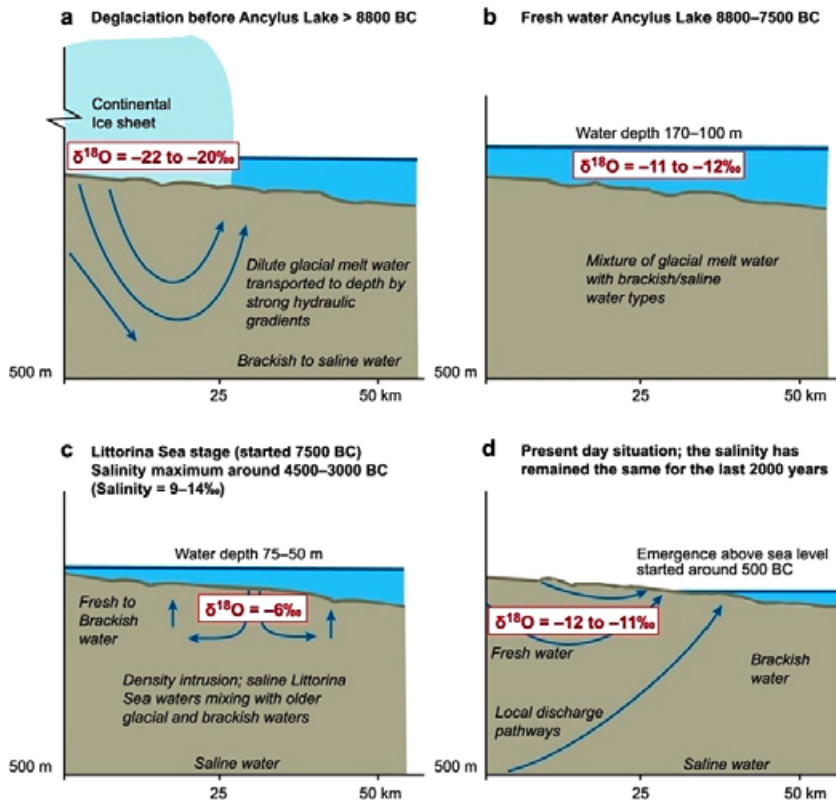 a Deglaciation before Ancylus Lake > 8800 BC
Continental
Ice sheet
δ¹⁸O = –22 to –20‰
Dilute glacial melt water
transported to depth by
strong hydraulic
gradients
Brackish to saline water
500 m
25
50 km
b Fresh water Ancylus Lake 8800–7500 BC
Water depth 170–100 m
δ¹⁸O = –11 to –12‰
Mixture of glacial melt water
with brackish/saline
water types
500 m
25
50 km
c Littorina Sea stage (started 7500 BC)
Salinity maximum around 4500–3000 BC
(Salinity = 9–14‰)
Water depth 75–50 m
Fresh to
Brackish
water
δ¹⁸O = –6‰
Density intrusion; saline Littorina
Sea waters mixing with older
glacial and brackish waters
Saline water
500 m
25
50 km
d Present day situation; the salinity has
remained the same for the last 2000 years
Emergence above sea level
started around 500 BC
δ¹⁸O = –12 to –11‰
Fresh water
Brackish
water
Local discharge
pathways
Saline water
500 m
25
50 km